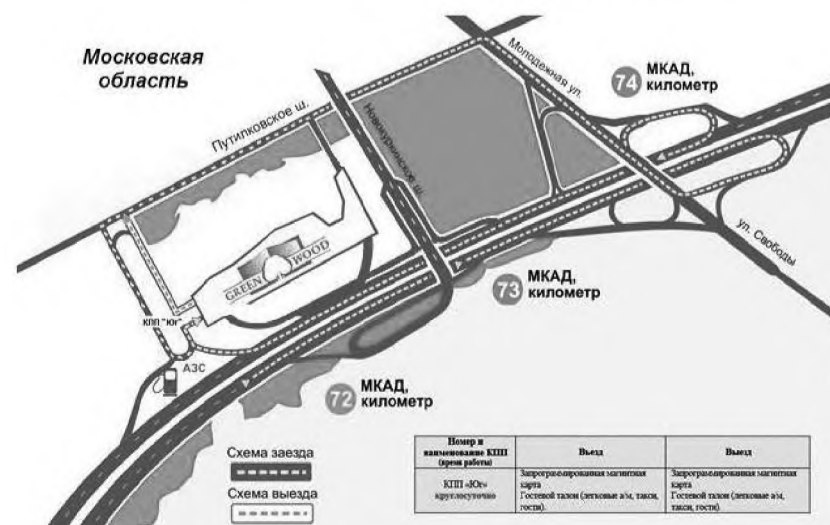 Московская
область
Молодежная ул.
74
МКАД,
километр
Путилковское ш.
Новокуркинское ш.
GREEN WOOD
ул. Свободы
73
МКАД,
километр
КПП "Юг"
АЗС
72
МКАД,
километр
Схема заезда
Схема выезда
Номер и
наименование КПП
(время работы)
Въезд
Выезд
КПП «Юг»
круглосуточно
Запрограммированная магнитная
карта
Гостевой талон (легковые а/м, такси,
гости).
Запрограммированная магнитная
карта
Гостевой талон (легковые а/м,
такси, гости).